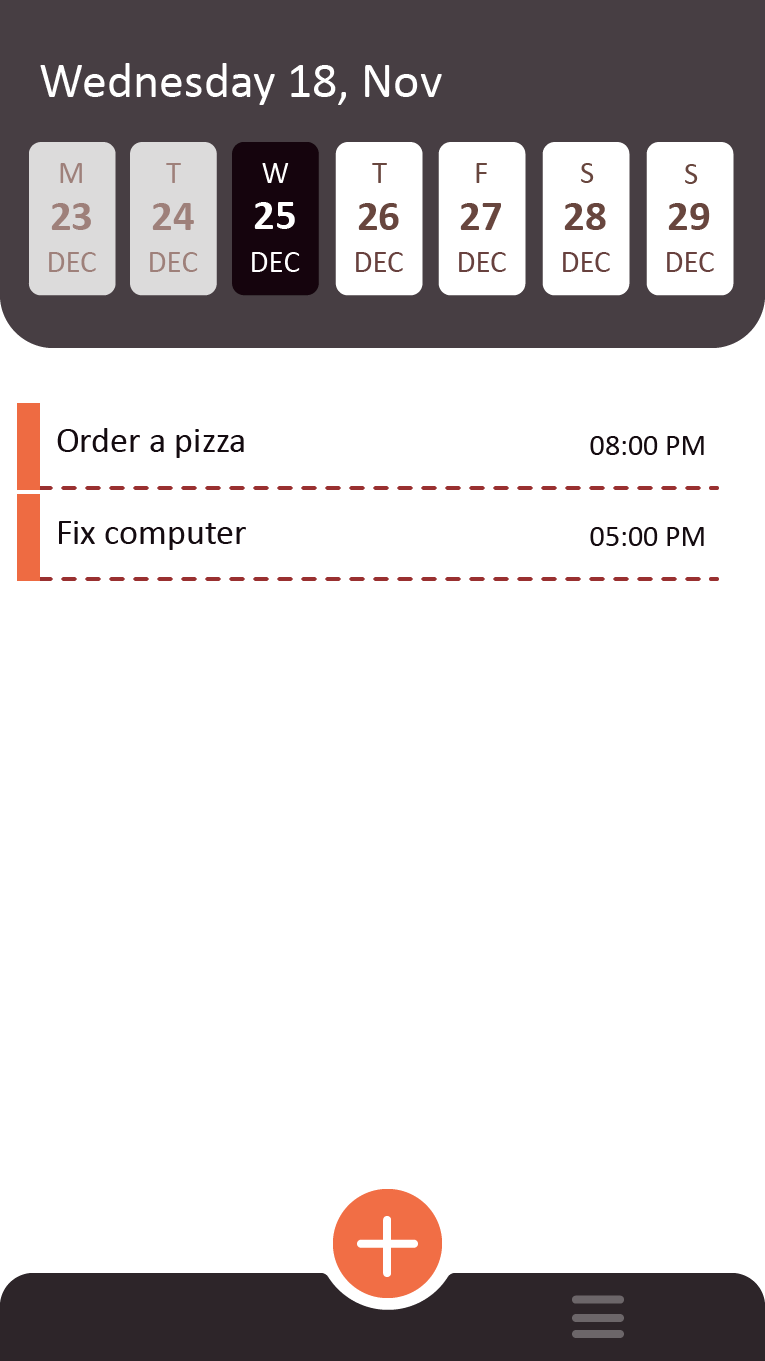 Wednesday 18, Nov
M T W T F S S
23 24 25 26 27 28 29
DEC DEC DEC DEC DEC DEC DEC
Order a pizza 08:00 PM
Fix computer 05:00 PM